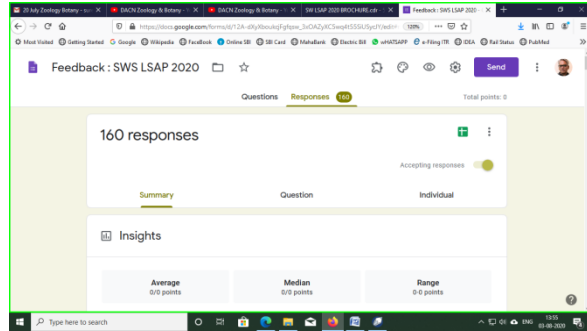 20 July Zoology Botany - su
DACN Zoology & Botany - Y
DACN Zoology & Botany - Y
SW LSAP 2020 BROCHURE.cdr
Feedback: SWS LSAP 2020
https://docs.google.com/forms/d/
120%
Most Visited Getting Started Google Wikipedia FaceBook Online SBI SBI Card MahaBank Electric Bill wHATSAPP e-Filing ITR IDEA Rail Status PubMed
Feedback : SWS LSAP 2020
Send
Questions Responses 160
Total points: 0
160 responses
Accepting responses
Summary Question Individual
Insights
Average Median Range
0/0 points 0/0 points 0-0 points
Type here to search
ENG
13:55
03-08-2020